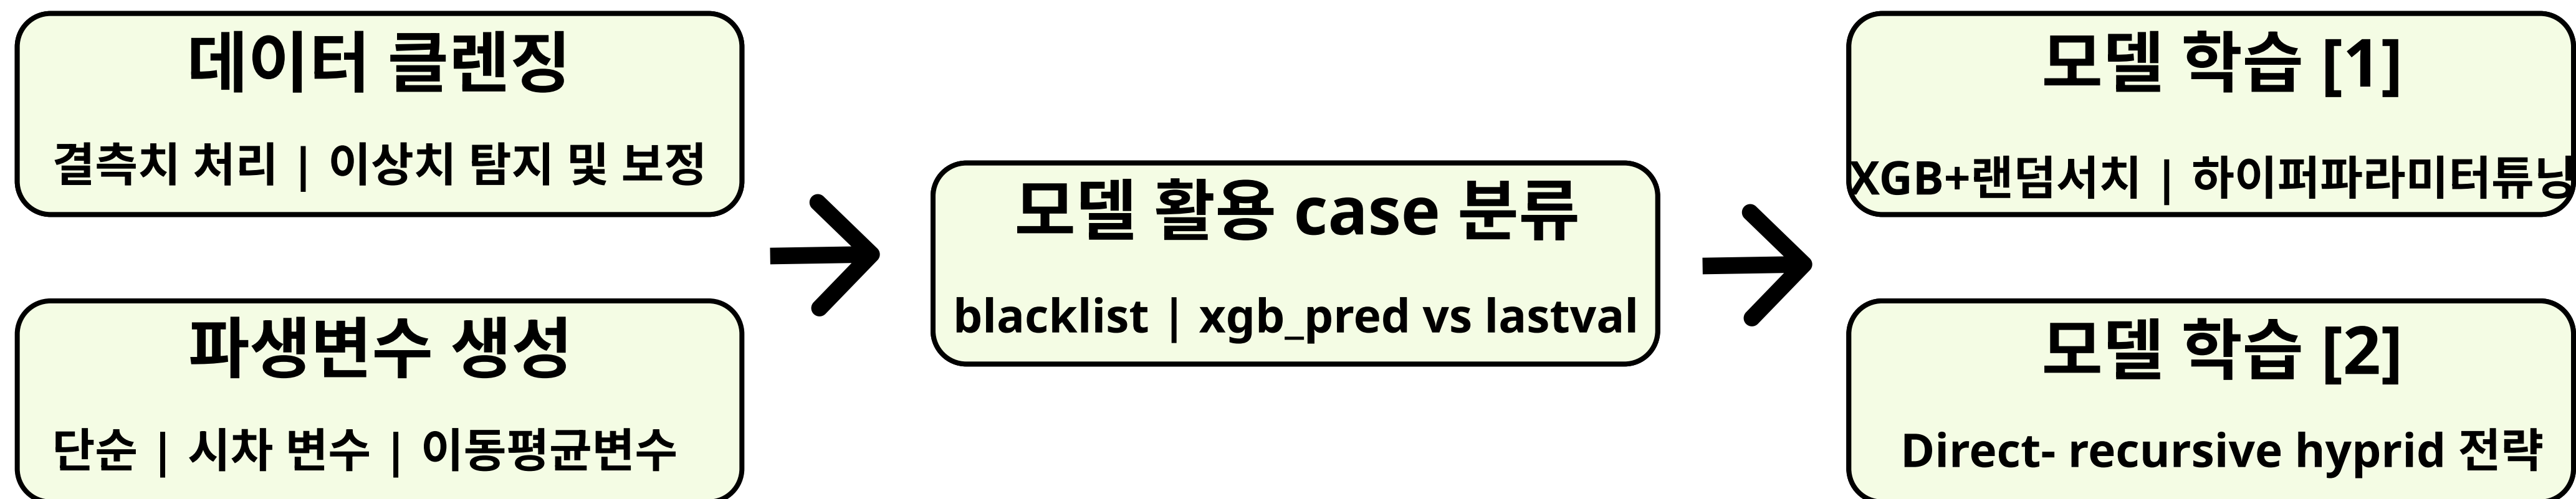 데이터 클렌징
결측치 처리 | 이상치 탐지 및 보정
파생변수 생성
단순 | 시차 변수 | 이동평균변수
모델 활용 case 분류
blacklist | xgb_pred vs lastval
모델 학습 [1]
XGB+랜덤서치 | 하이퍼파라미터튜닝
모델 학습 [2]
Direct- recursive hyprid 전략